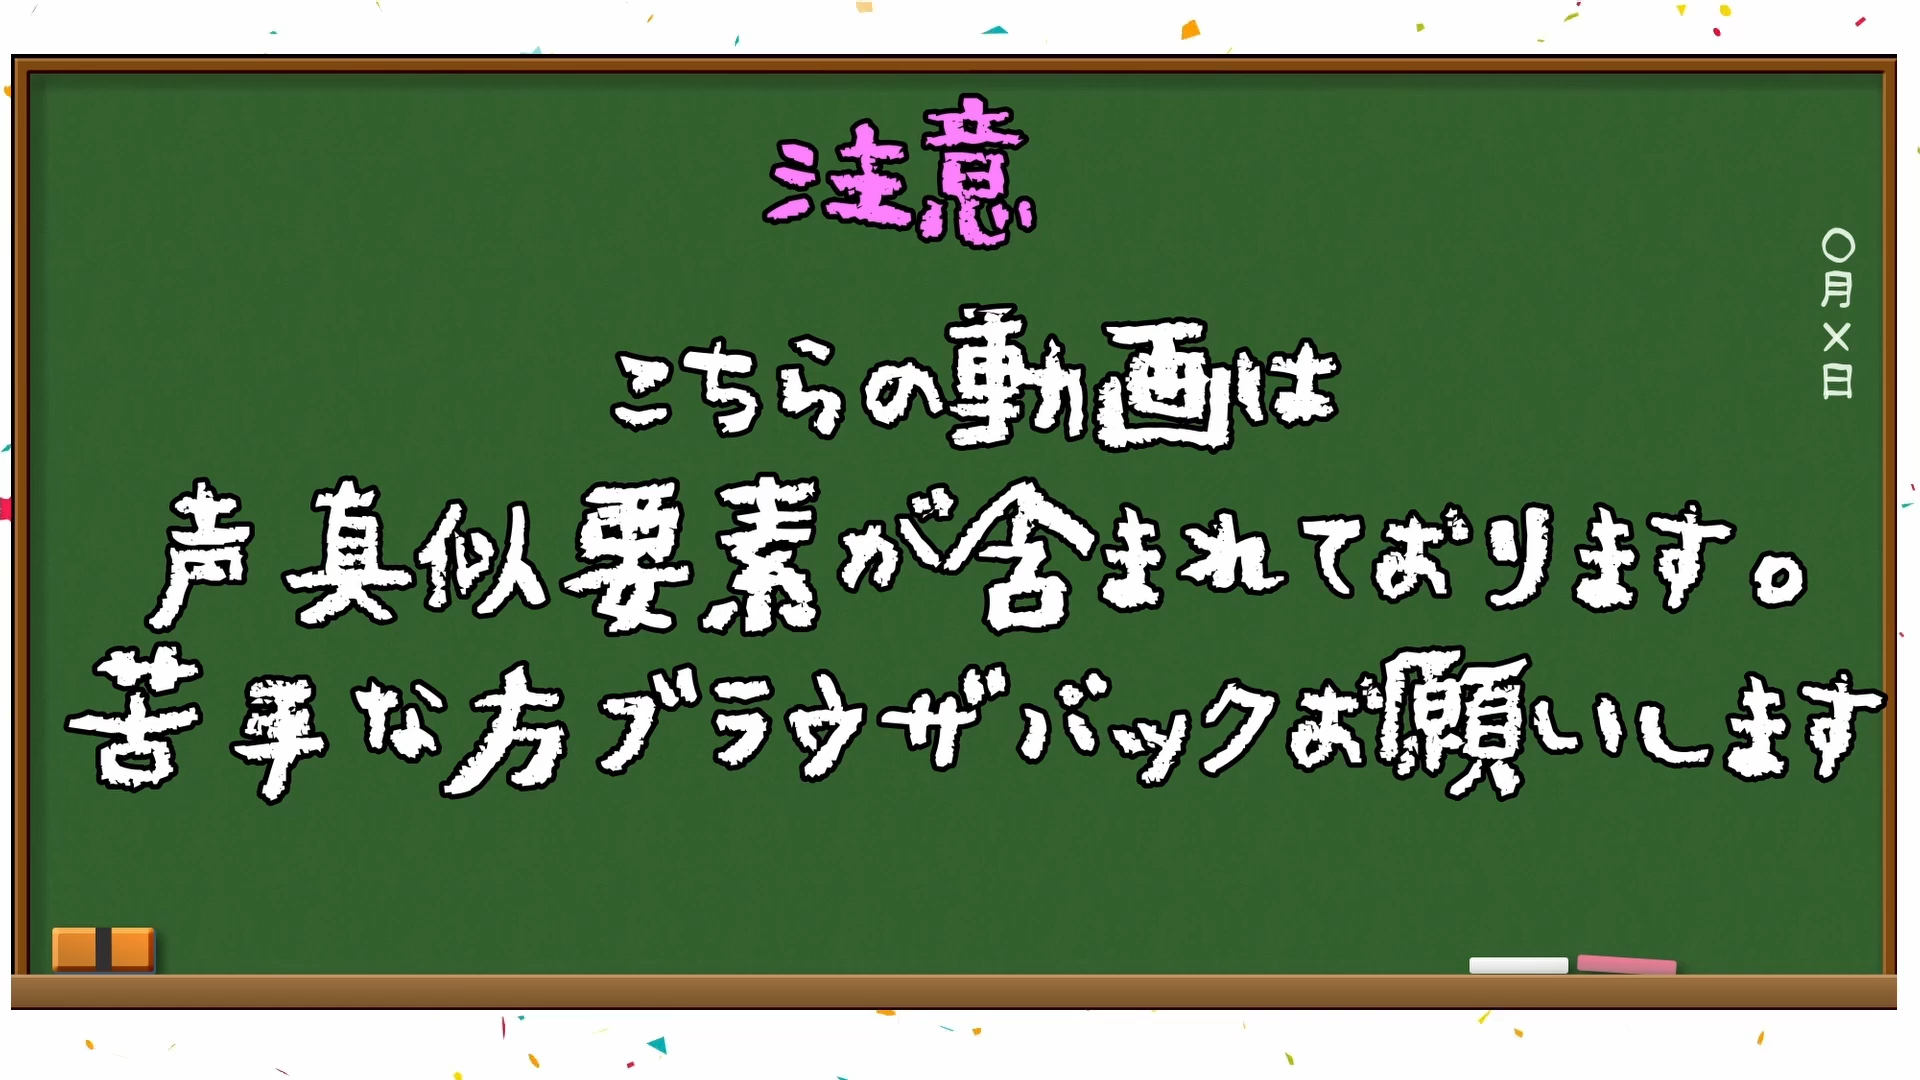 注意
こちらの動画は
声真似要素が含まれております。
苦手な方ブラウザバックお願いします
〇月×日